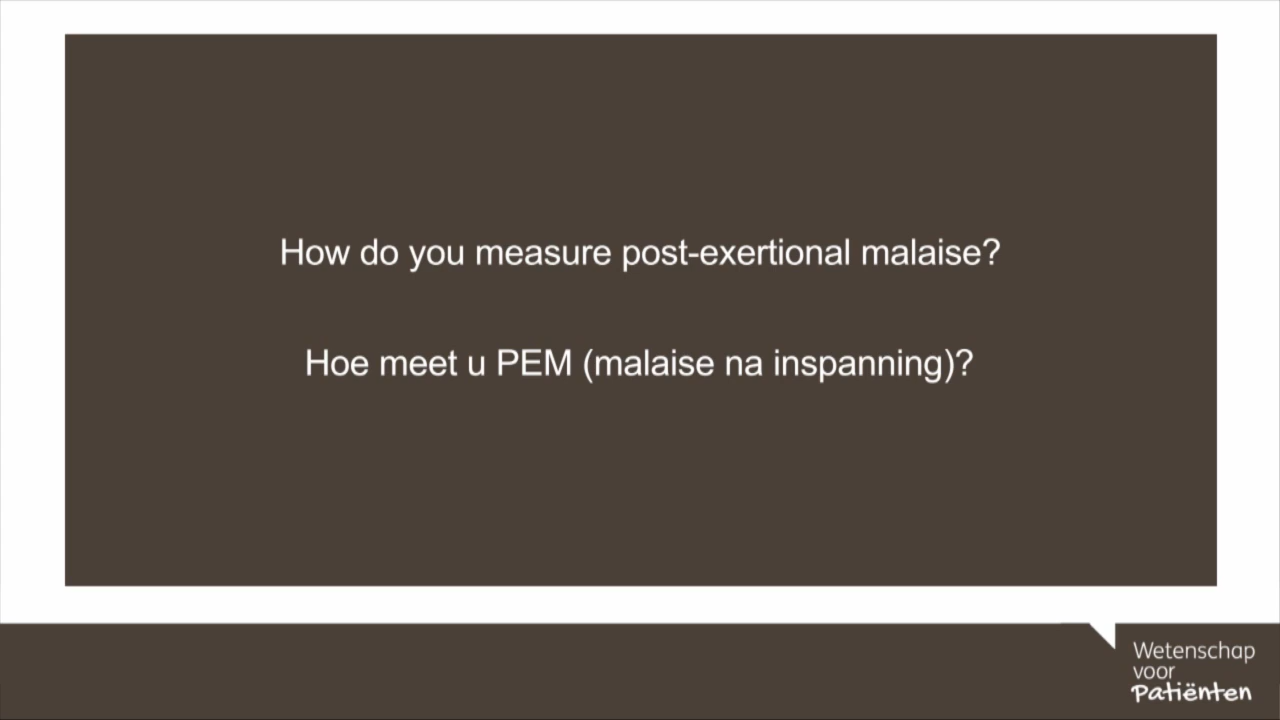 How do you measure post-exertional malaise?
Hoe meet u PEM (malaise na inspanning)?
Wetenschap
voor
Patiënten